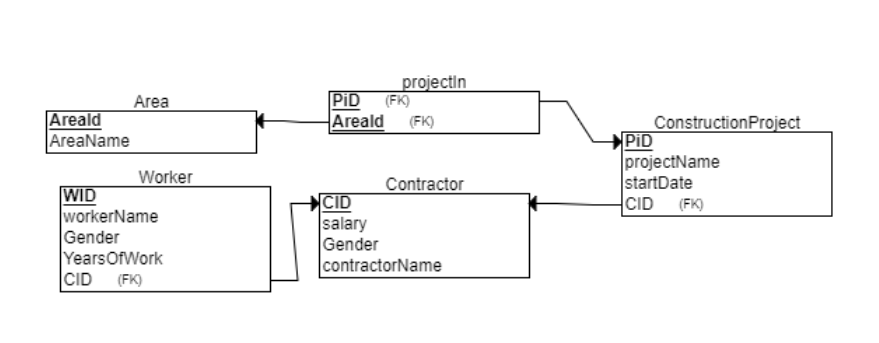 projectIn
PiD (FK)
AreaId (FK)
Area
AreaId
AreaName
ConstructionProject
PiD
projectName
startDate
CID (FK)
Worker
WID
workerName
Gender
YearsOfWork
CID (FK)
Contractor
CID
salary
Gender
contractorName